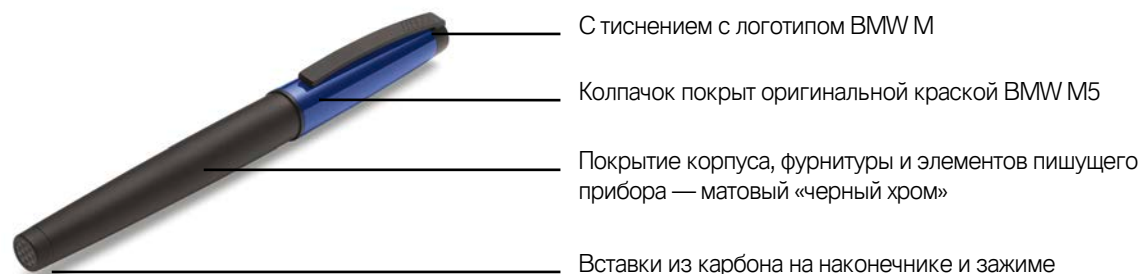 С тиснением с логотипом BMW M
Колпачок покрыт оригинальной краской BMW M5
Покрытие корпуса, фурнитуры и элементов пишущего
прибора — матовый «черный хром»
Вставки из карбона на наконечнике и зажиме